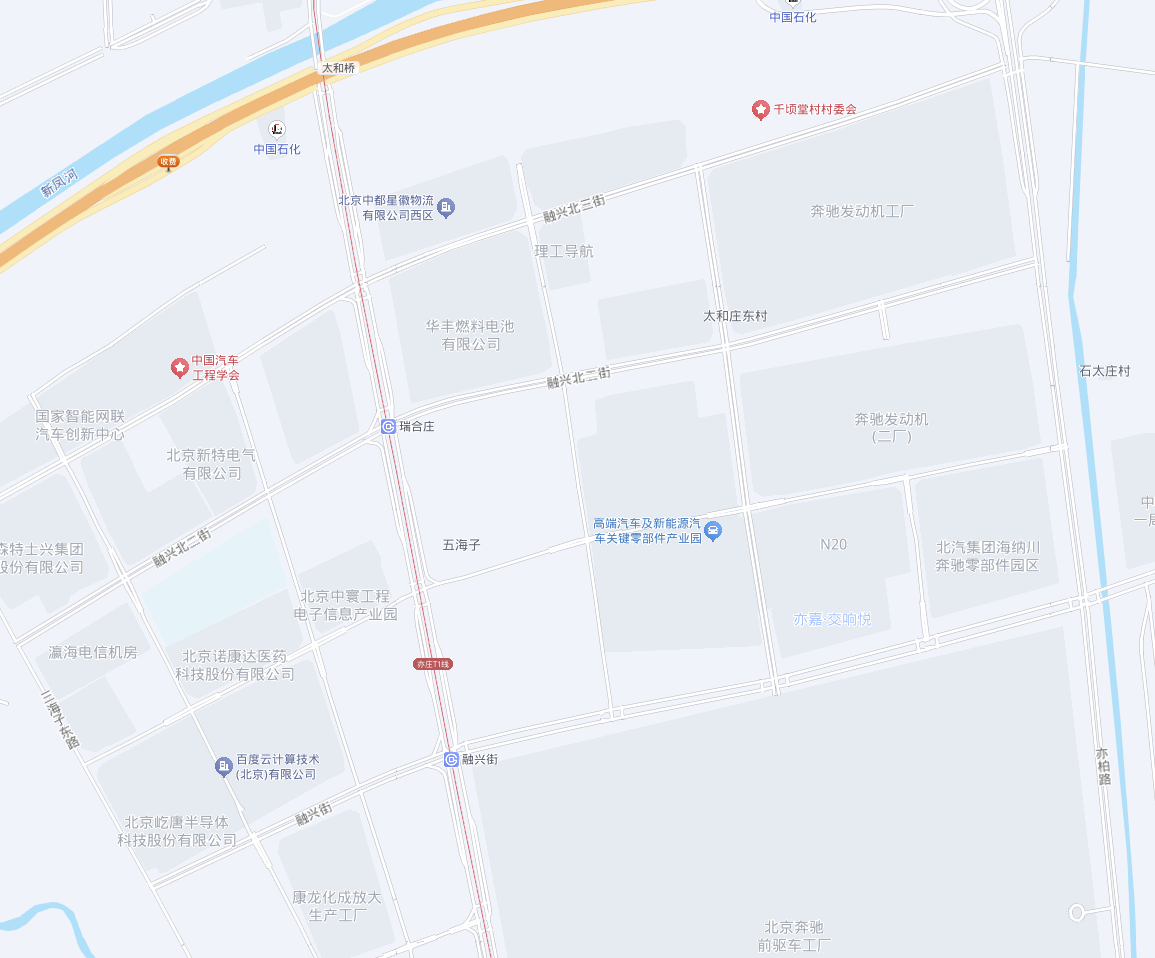 中国石化
太和桥
千顷堂村村委会
中国石化
收费
新凤河
北京中都星徽物流
有限公司西区
融兴北三街
奔驰发动机工厂
理工导航
太和庄东村
华丰燃料电池
有限公司
中国汽车
工程学会
融兴北二街
石太庄村
国家智能网联
汽车创新中心
瑞合庄
奔驰发动机
(二厂)
北京新特电气
有限公司
高端汽车及新能源汽
车关键零部件产业园
N20
五海子
融兴北二街
森特士兴集团
股份有限公司
北汽集团海纳川
奔驰零部件园区
北京中寰工程
电子信息产业园
亦嘉·交响悦
瀛海电信机房
北京诺康达医药
科技股份有限公司
亦庄T1线
三海子东路
百度云计算技术
(北京)有限公司
融兴街
亦柏路
融兴街
北京屹唐半导体
科技股份有限公司
康龙化成放大
生产工厂
北京奔驰
前驱车工厂